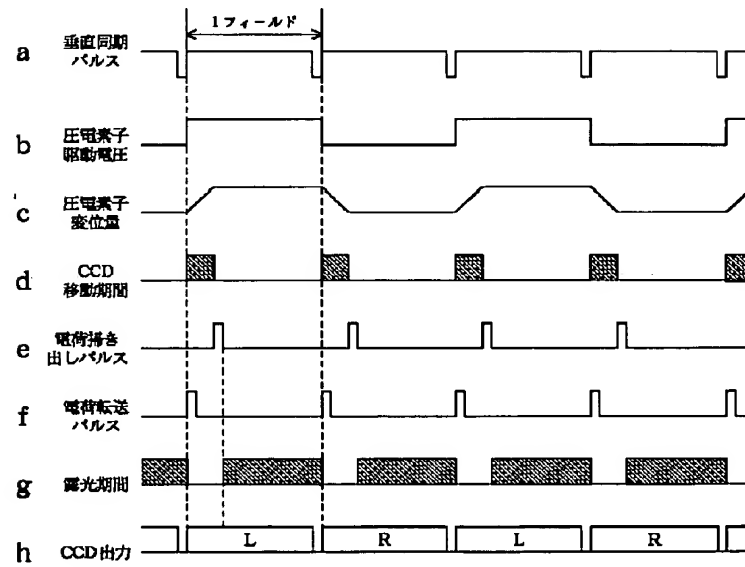 1フィールド
a 垂直同期
パルス
b 圧電素子
駆動電圧
c 圧電素子
変位量
d CCD
移動期間
e 電荷掃き
出しパルス
f 電荷転送
パルス
g 露光期間
h CCD出力 L R L R